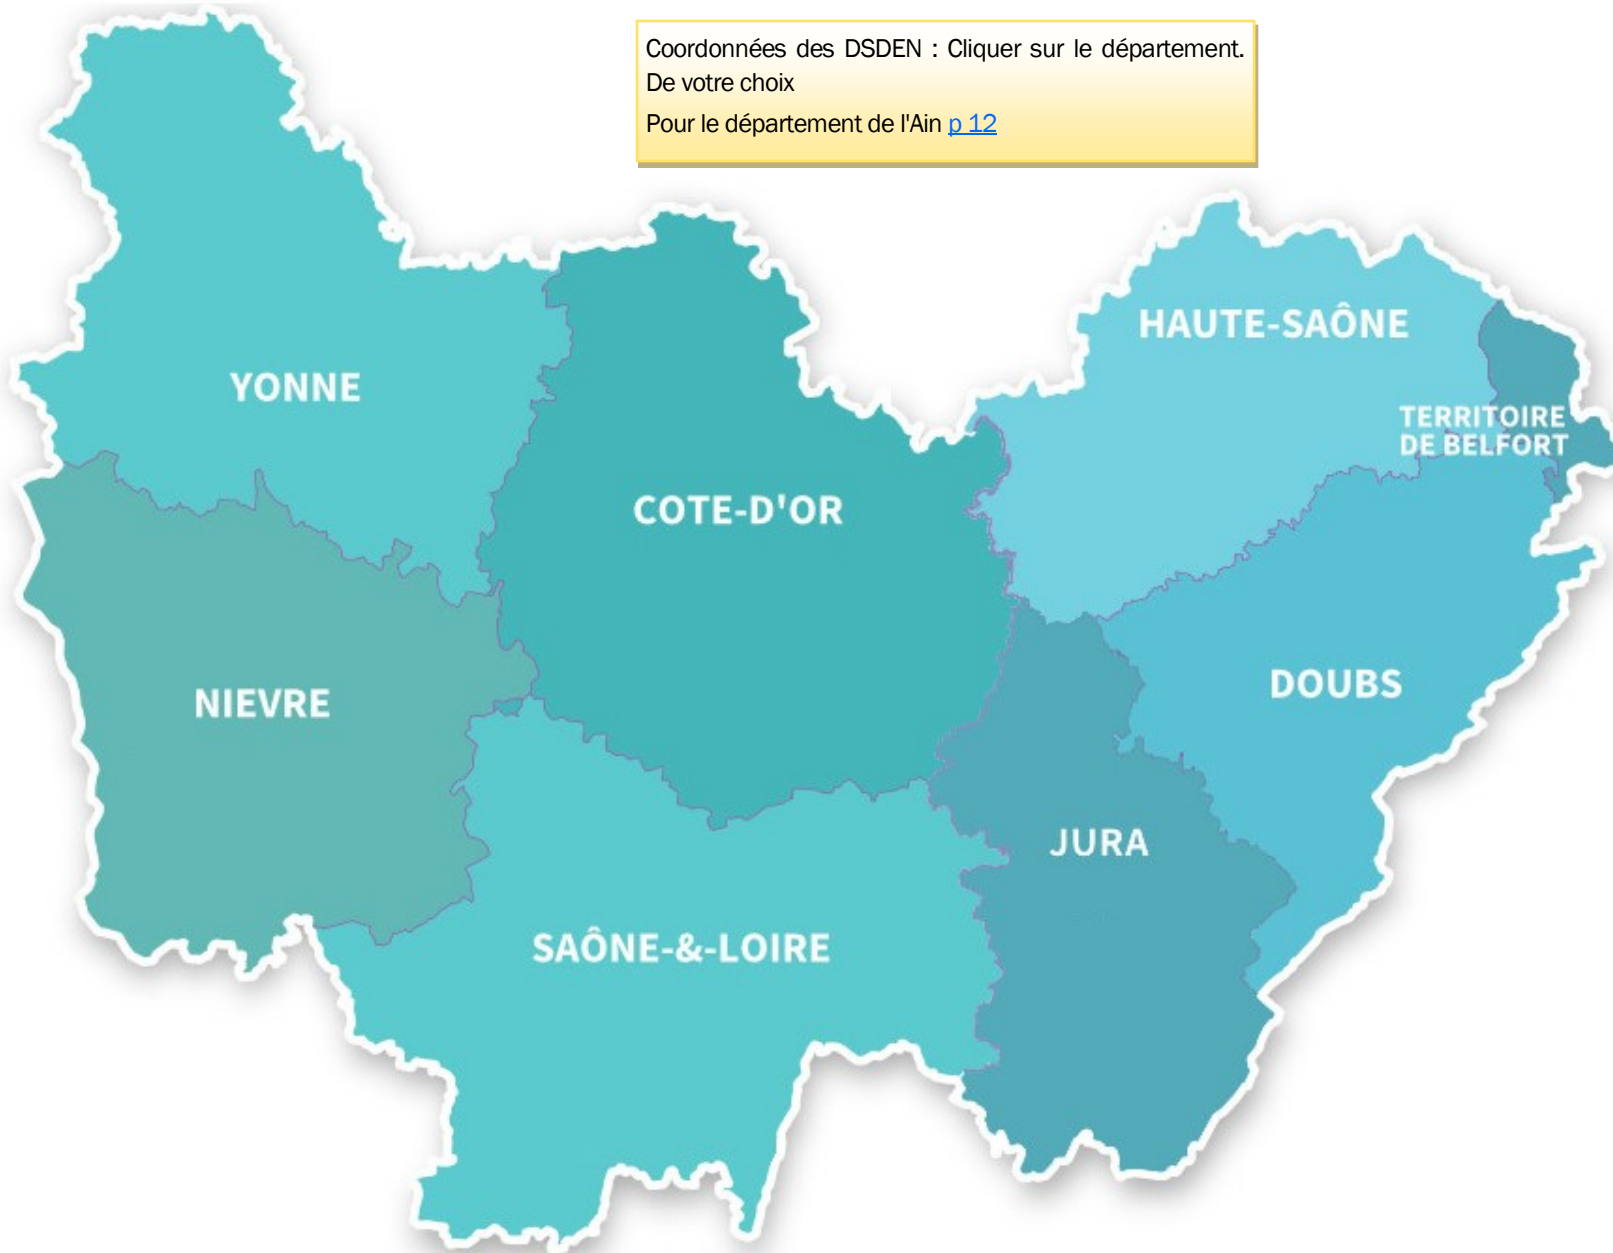 Coordonnées des DSDEN : Cliquer sur le département.
De votre choix
Pour le département de l'Ain p 12
HAUTE-SAÔNE
YONNE
TERRITOIRE
DE BELFORT
COTE-D'OR
DOUBS
NIEVRE
JURA
SAÔNE-&-LOIRE